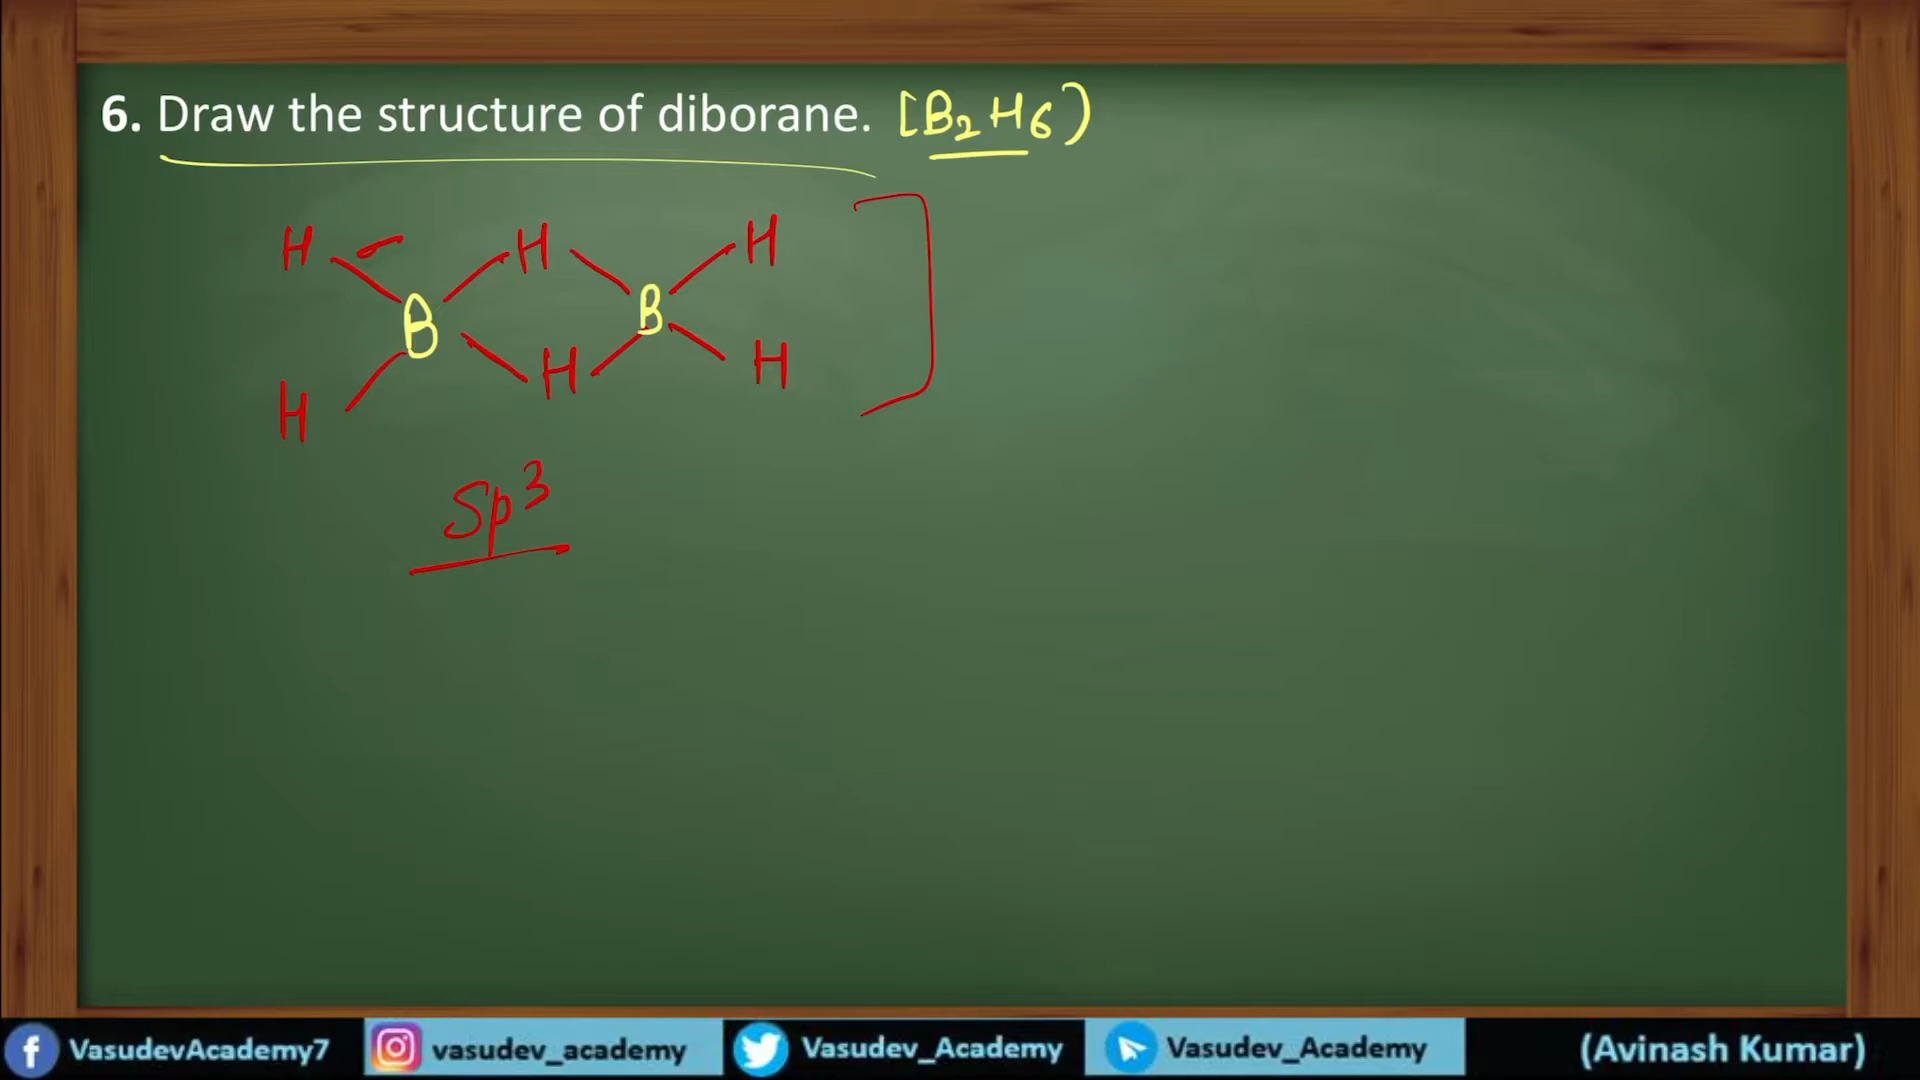 6. Draw the structure of diborane. [B₂H₆)
H σ H H
B B
H H H
Sp³
VasudevAcademy7 vasudev_academy Vasudev_Academy Vasudev_Academy (Avinash Kumar)